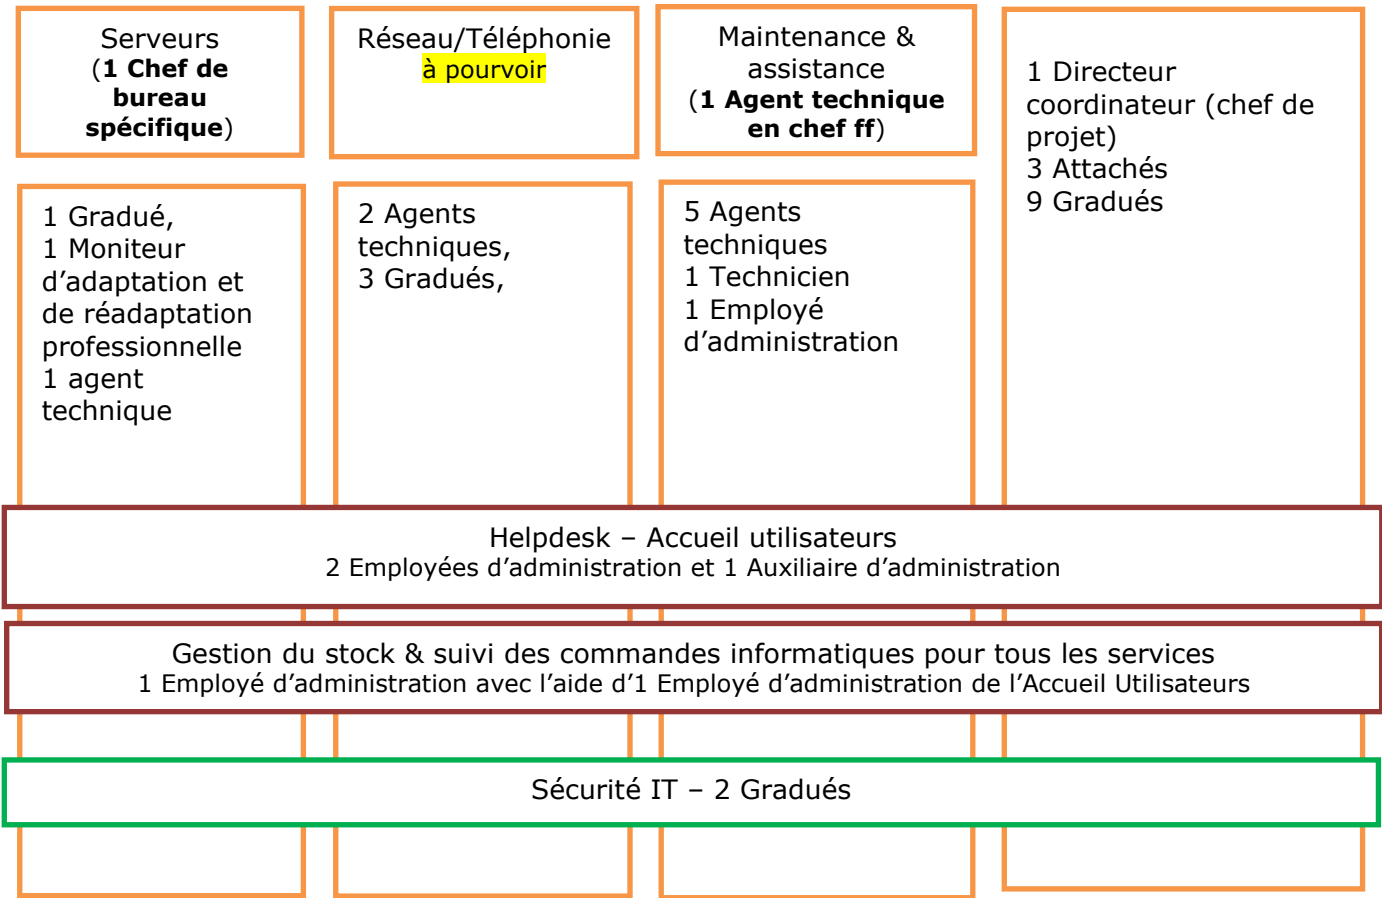 Serveurs
(1 Chef de
bureau
spécifique)
Réseau/Téléphonie
à pourvoir
Maintenance &
assistance
(1 Agent technique
en chef ff)
1 Directeur
coordinateur (chef de
projet)
3 Attachés
9 Gradués
1 Gradué,
1 Moniteur
d’adaptation et
de réadaptation
professionnelle
1 agent
technique
2 Agents
techniques,
3 Gradués,
5 Agents
techniques
1 Technicien
1 Employé
d’administration
Helpdesk – Accueil utilisateurs
2 Employées d’administration et 1 Auxiliaire d’administration
Gestion du stock & suivi des commandes informatiques pour tous les services
1 Employé d’administration avec l’aide d’1 Employé d’administration de l’Accueil Utilisateurs
Sécurité IT – 2 Gradués